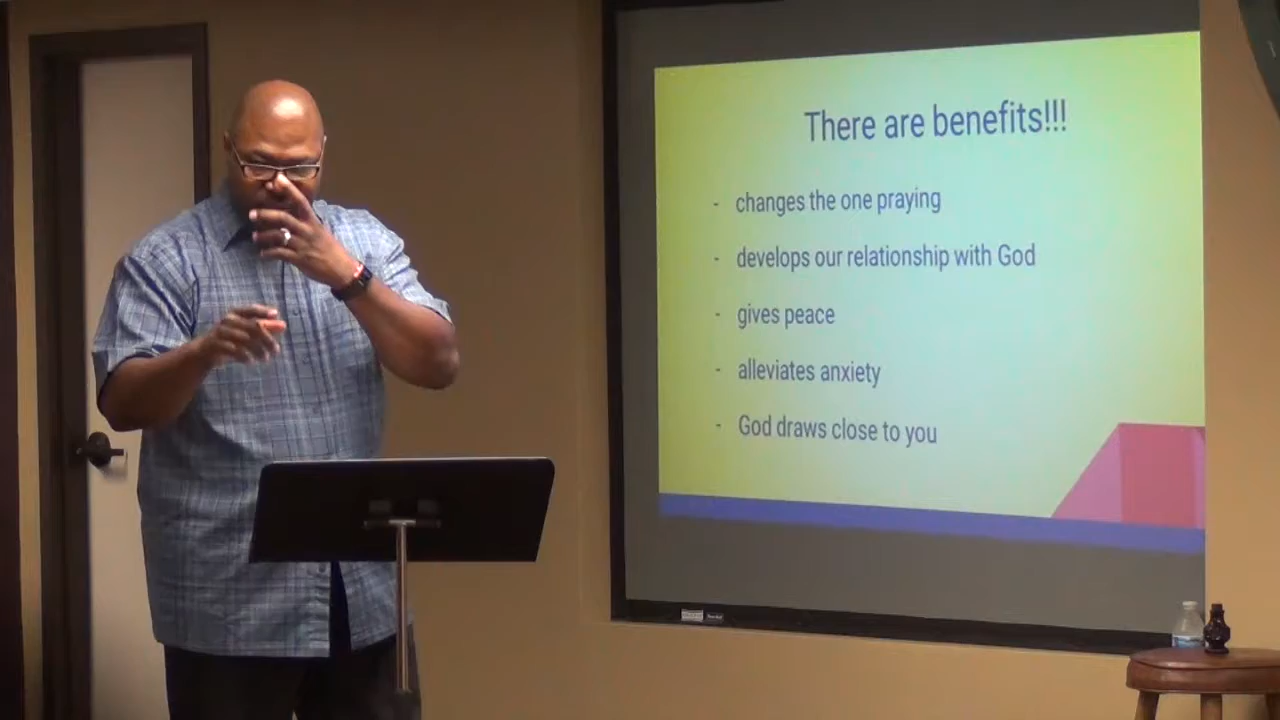 There are benefits!!!
- changes the one praying
- develops our relationship with God
- gives peace
- alleviates anxiety
- God draws close to you